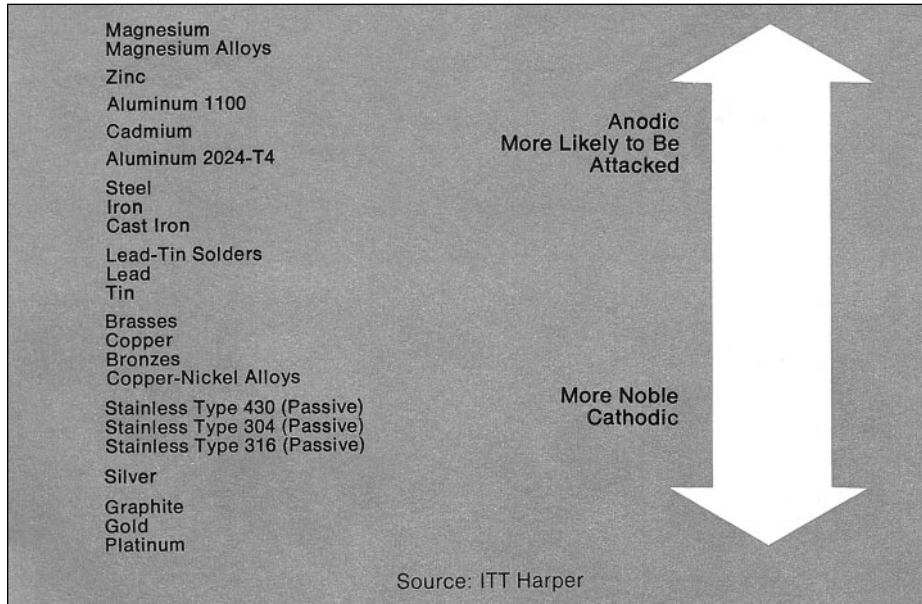 Magnesium
Magnesium Alloys
Zinc
Aluminum 1100
Cadmium
Aluminum 2024-T4
Steel
Iron
Cast Iron
Lead-Tin Solders
Lead
Tin
Brasses
Copper
Bronzes
Copper-Nickel Alloys
Stainless Type 430 (Passive)
Stainless Type 304 (Passive)
Stainless Type 316 (Passive)
Silver
Graphite
Gold
Platinum
Anodic
More Likely to Be
Attacked
More Noble
Cathodic
Source: ITT Harper